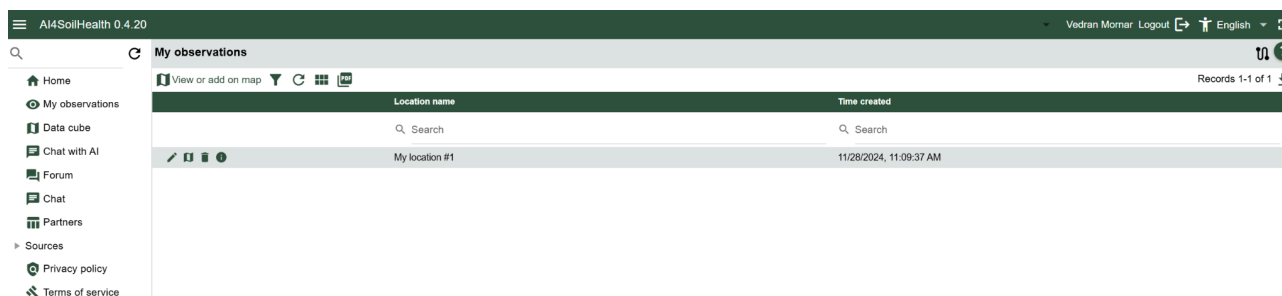 AI4SoilHealth 0.4.20
Vedran Mornar Logout English
My observations
View or add on map PDF Records 1-1 of 1
Location name Time created
Search Search
My location #1 11/28/2024, 11:09:37 AM
Home
My observations
Data cube
Chat with AI
Forum
Chat
Partners
Sources
Privacy policy
Terms of service